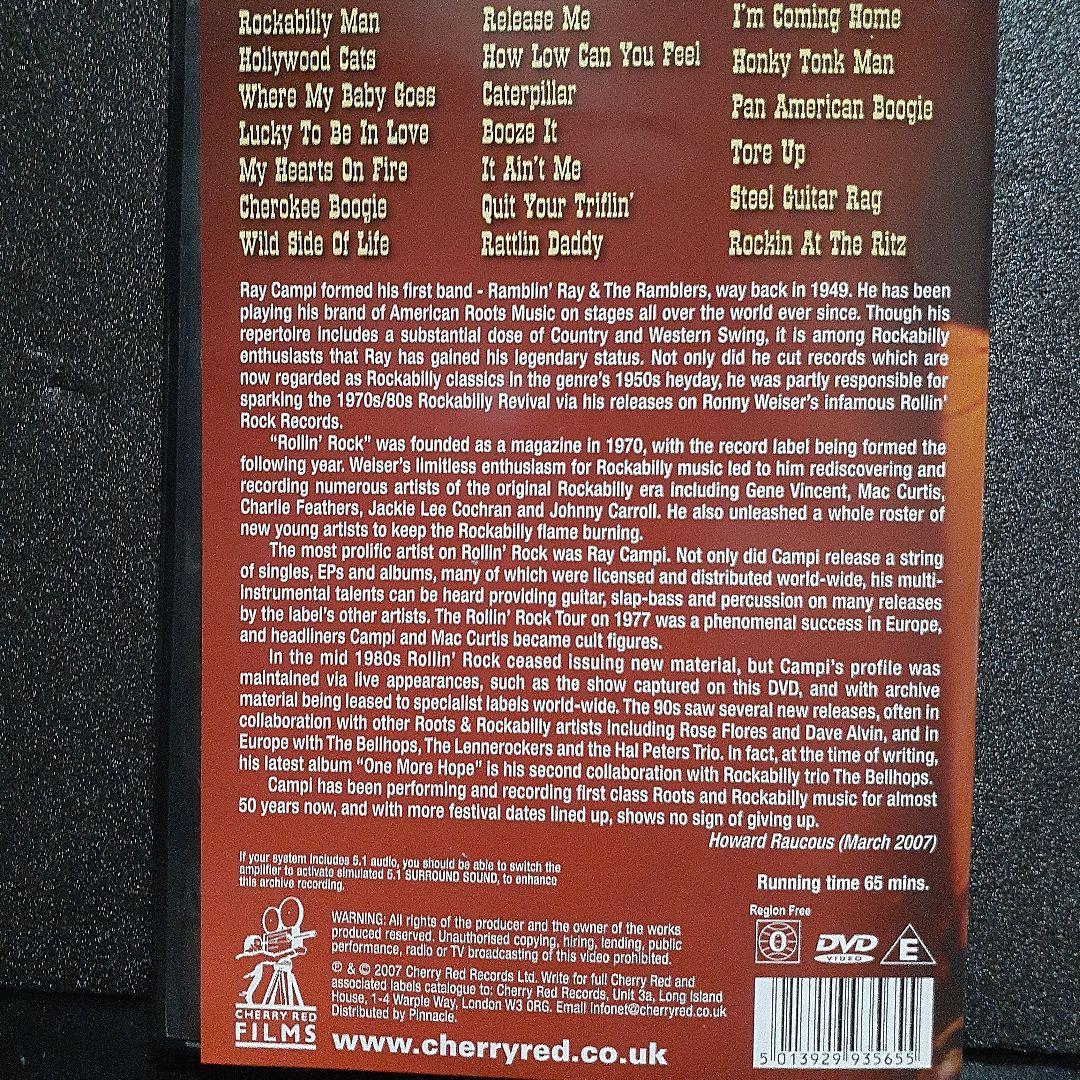 Rockabilly Man
Hollywood Cats
Where My Baby Goes
Lucky To Be In Love
My Hearts On Fire
Cherokee Boogie
Wild Side Of Life
Release Me
How Low Can You Feel
Caterpillar
Booze It
It Ain't Me
Quit Your Triflin'
Rattlin Daddy
I'm Coming Home
Honky Tonk Man
Pan American Boogie
Tore Up
Steel Guitar Rag
Rockin At The Ritz
Ray Campi formed his first band - Ramblin' Ray & The Ramblers, way back in 1949. He has been
playing his brand of American Roots Music on stages all over the world ever since. Though his
repertoire includes a substantial dose of Country and Western Swing, it is among Rockabilly
enthusiasts that Ray has gained his legendary status. Not only did he cut records which are
now regarded as Rockabilly classics in the genre's 1950s heyday, he was partly responsible for
sparking the 1970s/80s Rockabilly Revival via his releases on Ronny Weiser's infamous Rollin'
Rock Records.
"Rollin' Rock" was founded as a magazine in 1970, with the record label being formed the
following year. Weiser's limitless enthusiasm for Rockabilly music led to him rediscovering and
recording numerous artists of the original Rockabilly era including Gene Vincent, Mac Curtis,
Charlie Feathers, Jackie Lee Cochran and Johnny Carroll. He also unleashed a whole roster of
new young artists to keep the Rockabilly flame burning.
The most prolific artist on Rollin' Rock was Ray Campi. Not only did Campi release a string
of singles, EPs and albums, many of which were licensed and distributed world-wide, his multi-
instrumental talents can be heard providing guitar, slap-bass and percussion on many releases
by the label's other artists. The Rollin' Rock Tour on 1977 was a phenomenal success in Europe,
and headliners Campi and Mac Curtis became cult figures.
In the mid 1980s Rollin' Rock ceased issuing new material, but Campi's profile was
maintained via live appearances, such as the show captured on this DVD, and with archive
material being leased to specialist labels world-wide. The 90s saw several new releases, often in
collaboration with other Roots & Rockabilly artists including Rose Flores and Dave Alvin, and in
Europe with The Bellhops, The Lennerockers and the Hal Peters Trio. In fact, at the time of writing,
his latest album "One More Hope" is his second collaboration with Rockabilly trio The Bellhops.
Campi has been performing and recording first class Roots and Rockabilly music for almost
50 years now, and with more festival dates lined up, shows no sign of giving up.
Howard Raucous (March 2007)
If your system includes 5.1 audio, you should be able to switch the
amplifier to activate simulated 5.1 SURROUND SOUND, to enhance
this archive recording.
Running time 65 mins.
WARNING: All rights of the producer and the owner of the works
produced reserved. Unauthorised copying, hiring, lending, public
performance, radio or TV broadcasting of this video prohibited.
℗ & © 2007 Cherry Red Records Ltd. Write for full Cherry Red and
associated labels catalogue to: Cherry Red Records, Unit 3a, Long Island
House, 1-4 Warple Way, London W3 0RG. Email infonet@cherryred.co.uk
Distributed by Pinnacle.
www.cherryred.co.uk
CHERRY RED
FILMS
Region Free
0
DVD
VIDEO
E
5 013929 935655